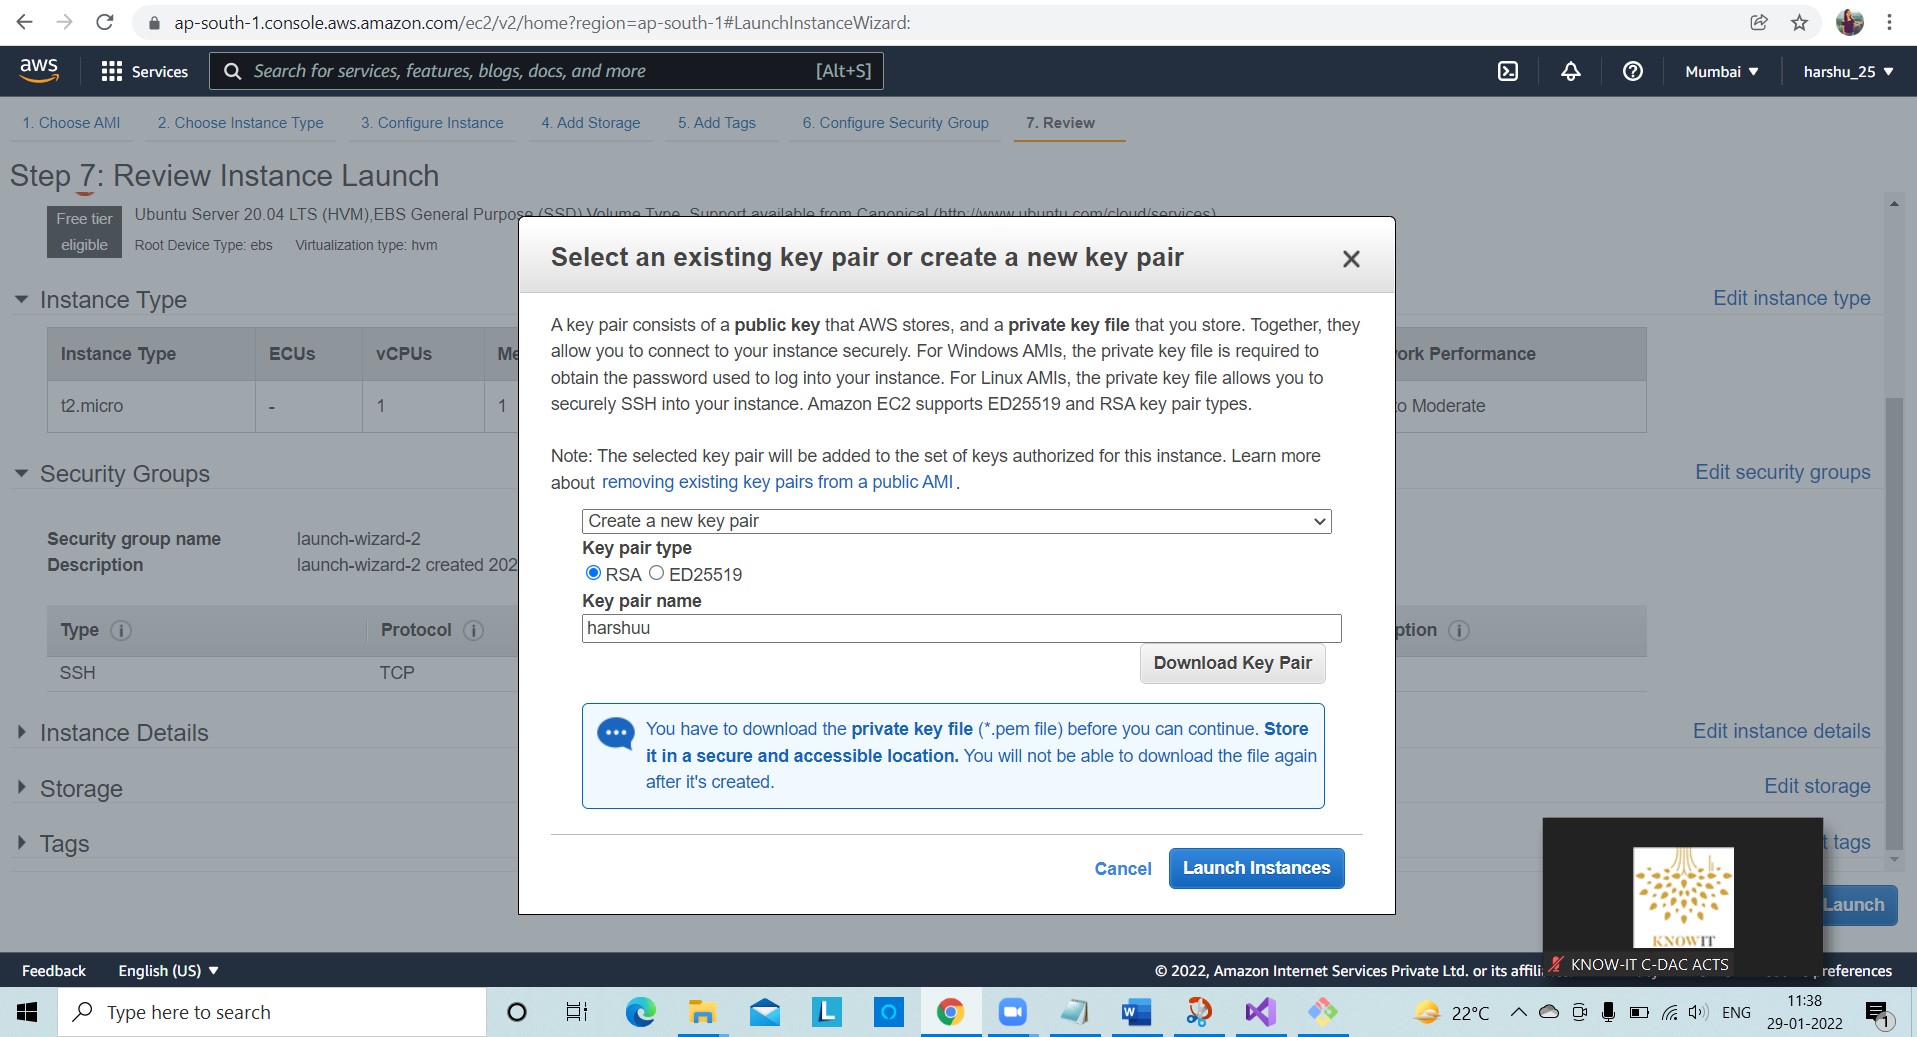 ap-south-1.console.aws.amazon.com/ec2/v2/home?region=ap-south-1#LaunchInstanceWizard:
aws
Services
Search for services, features, blogs, docs, and more
[Alt+S]
Mumbai
harshu_25
1. Choose AMI
2. Choose Instance Type
3. Configure Instance
4. Add Storage
5. Add Tags
6. Configure Security Group
7. Review
Step 7: Review Instance Launch
Free tier
eligible
Ubuntu Server 20.04 LTS (HVM),EBS General Purpose (SSD) Volume Type. Support available from Canonical (http://www.ubuntu.com/cloud/services).
Root Device Type: ebs
Virtualization type: hvm
Instance Type
Edit instance type
Instance Type
ECUs
vCPUs
Me
ork Performance
t2.micro
-
1
1
o Moderate
Security Groups
Edit security groups
Security group name
launch-wizard-2
Description
launch-wizard-2 created 202
Type
Protocol
ption
SSH
TCP
Instance Details
Edit instance details
Storage
Edit storage
Tags
t tags
Select an existing key pair or create a new key pair
A key pair consists of a public key that AWS stores, and a private key file that you store. Together, they
allow you to connect to your instance securely. For Windows AMIs, the private key file is required to
obtain the password used to log into your instance. For Linux AMIs, the private key file allows you to
securely SSH into your instance. Amazon EC2 supports ED25519 and RSA key pair types.
Note: The selected key pair will be added to the set of keys authorized for this instance. Learn more
about removing existing key pairs from a public AMI .
Create a new key pair
Key pair type
RSA
ED25519
Key pair name
harshuu
Download Key Pair
You have to download the private key file (*.pem file) before you can continue. Store
it in a secure and accessible location. You will not be able to download the file again
after it's created.
Cancel
Launch Instances
Launch
KNOWIT
KNOW-IT C-DAC ACTS
Feedback
English (US)
© 2022, Amazon Internet Services Private Ltd. or its affili
references
Type here to search
22°C
ENG
11:38
29-01-2022
1